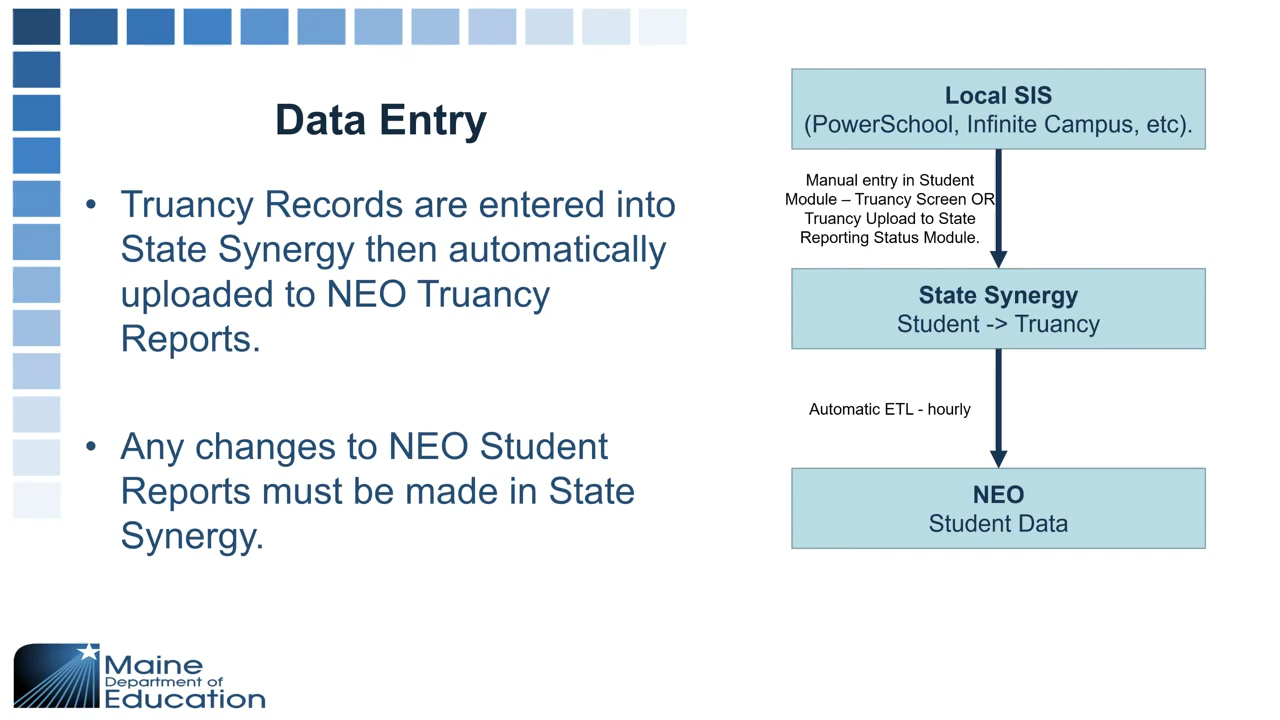 Data Entry
• Truancy Records are entered into
State Synergy then automatically
uploaded to NEO Truancy
Reports.
• Any changes to NEO Student
Reports must be made in State
Synergy.
Local SIS
(PowerSchool, Infinite Campus, etc).
Manual entry in Student
Module – Truancy Screen OR
Truancy Upload to State
Reporting Status Module.
State Synergy
Student -> Truancy
Automatic ETL - hourly
NEO
Student Data
Maine
Department of
Education